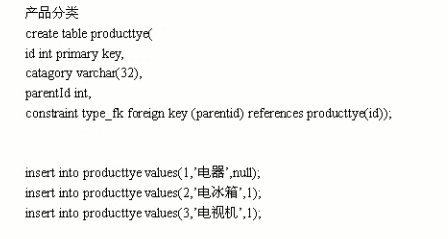 产品分类
create table producttye(
id int primary key,
catagory varchar(32),
parentId int,
constraint type_fk foreign key (parentid) references producttye(id));
insert into producttye values(1,’电器’,null);
insert into producttye values(2,’电冰箱’,1);
insert into producttye values(3,’电视机’,1);